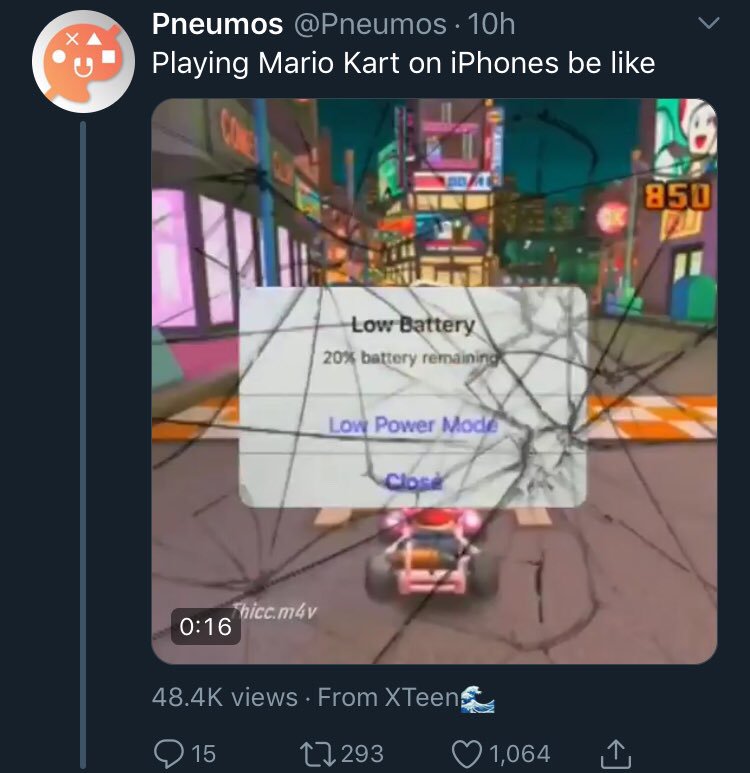 Pneumos @Pneumos · 10h
Playing Mario Kart on iPhones be like
850
Low Battery
20% battery remaining
Low Power Mode
Close
Thicc.m4v
0:16
48.4K views · From XTeen🌊
15 293 1,064